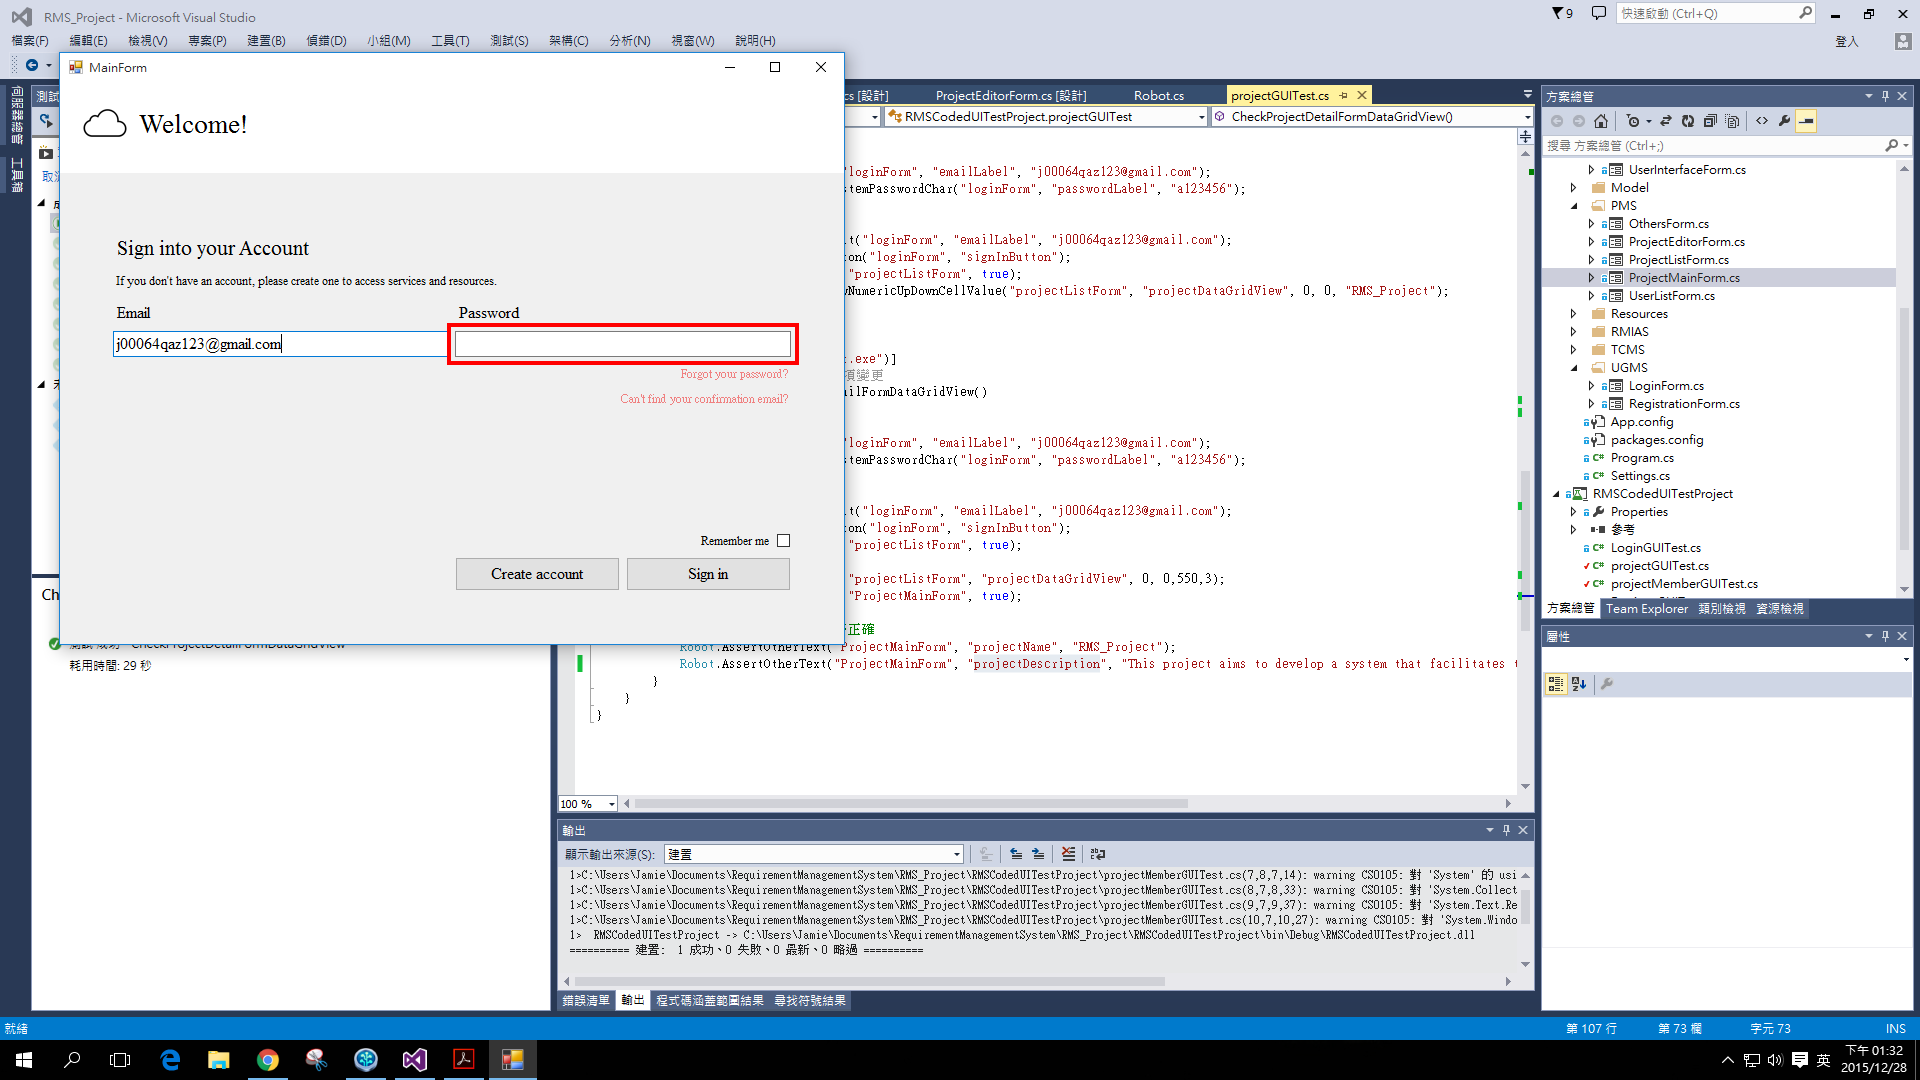 RMS_Project - Microsoft Visual Studio
9
快速啟動 (Ctrl+Q)
檔案(F) 編輯(E) 檢視(V) 專案(P) 建置(B) 偵錯(D) 小組(M) 工具(T) 測試(S) 架構(C) 分析(N) 視窗(W) 說明(H)
登入
伺服器總管
工具箱
MainForm
Welcome!
Sign into your Account
If you don't have an account, please create one to access services and resources.
Email
Password
j00064qaz123@gmail.com
Forgot your password?
Can't find your confirmation email?
Remember me
Create account
Sign in
耗用時間: 29 秒
cs [設計] ProjectEditorForm.cs [設計] Robot.cs projectGUITest.cs
RMSCodedUITestProject.projectGUITest
CheckProjectDetailFormDataGridView()
"loginForm", "emailLabel", "j00064qaz123@gmail.com");
temPasswordChar("loginForm", "passwordLabel", "a123456");
t("loginForm", "emailLabel", "j00064qaz123@gmail.com");
on("loginForm", "signInButton");
"projectListForm", true);
wNumericUpDownCellValue("projectListForm", "projectDataGridView", 0, 0, "RMS_Project");
.exe")]
項變更
ailFormDataGridView()
"loginForm", "emailLabel", "j00064qaz123@gmail.com");
temPasswordChar("loginForm", "passwordLabel", "a123456");
t("loginForm", "emailLabel", "j00064qaz123@gmail.com");
on("loginForm", "signInButton");
"projectListForm", true);
"projectListForm", "projectDataGridView", 0, 0,550,3);
"ProjectMainForm", true);
正確
Robot.AssertOtherText("ProjectMainForm", "projectName", "RMS_Project");
Robot.AssertOtherText("ProjectMainForm", "projectDescription", "This project aims to develop a system that facilitates t
}
}
}
100 %
輸出
顯示輸出來源(S): 建置
1>C:\Users\Jamie\Documents\RequirementManagementSystem\RMS_Project\RMSCodedUITestProject\projectMemberGUITest.cs(7,8,7,14): warning CS0105: 對 'System' 的 usi
1>C:\Users\Jamie\Documents\RequirementManagementSystem\RMS_Project\RMSCodedUITestProject\projectMemberGUITest.cs(8,7,8,33): warning CS0105: 對 'System.Collect
1>C:\Users\Jamie\Documents\RequirementManagementSystem\RMS_Project\RMSCodedUITestProject\projectMemberGUITest.cs(9,7,9,37): warning CS0105: 對 'System.Text.Re
1>C:\Users\Jamie\Documents\RequirementManagementSystem\RMS_Project\RMSCodedUITestProject\projectMemberGUITest.cs(10,7,10,27): warning CS0105: 對 'System.Windo
1> RMSCodedUITestProject -> C:\Users\Jamie\Documents\RequirementManagementSystem\RMS_Project\RMSCodedUITestProject\bin\Debug\RMSCodedUITestProject.dll
========== 建置: 1 成功、0 失敗、0 最新、0 略過 ==========
錯誤清單 輸出 程式碼涵蓋範圍結果 尋找符號結果
方案總管
搜尋 方案總管 (Ctrl+;)
UserInterfaceForm.cs
Model
PMS
OthersForm.cs
ProjectEditorForm.cs
ProjectListForm.cs
ProjectMainForm.cs
UserListForm.cs
Resources
RMIAS
TCMS
UGMS
LoginForm.cs
RegistrationForm.cs
App.config
packages.config
Program.cs
Settings.cs
RMSCodedUITestProject
Properties
參考
LoginGUITest.cs
projectGUITest.cs
projectMemberGUITest.cs
方案總管 Team Explorer 類別檢視 資源檢視
屬性
就緒
第 107 行 第 73 欄 字元 73 INS
英
下午 01:32
2015/12/28